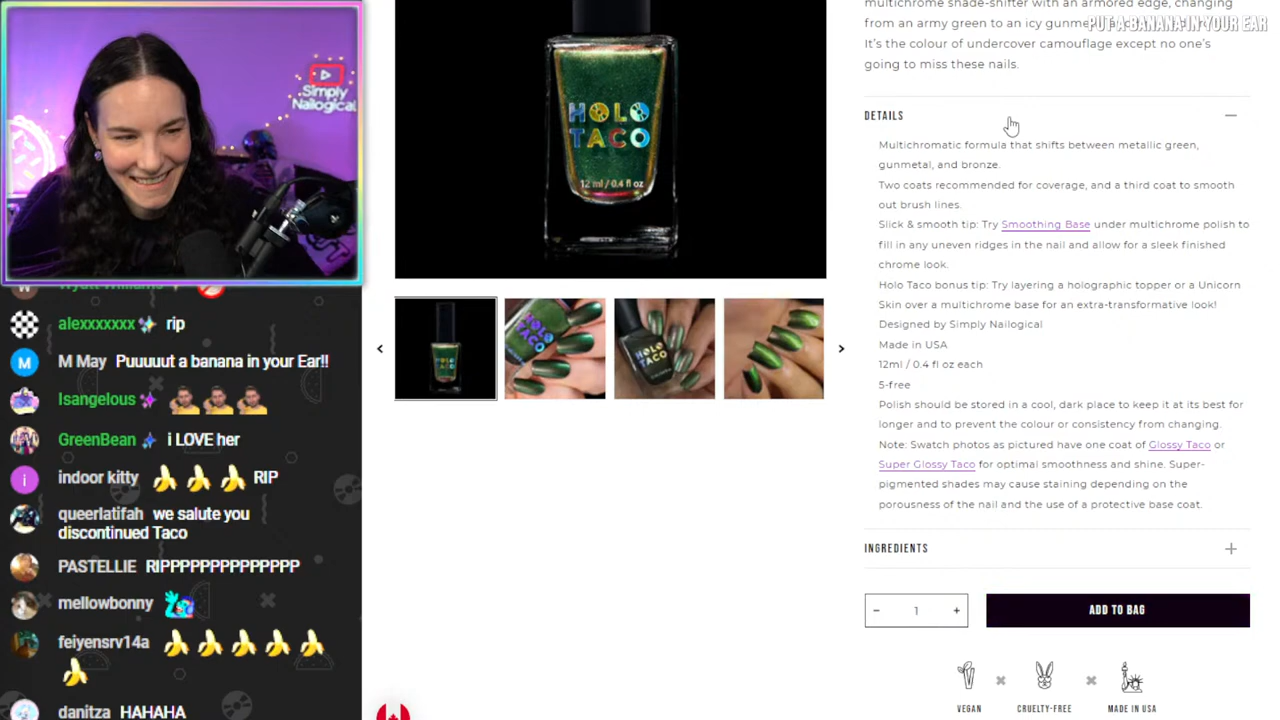 Simply
Nailogical
Wyatt Williams
alexxxxxxx rip
M May Puuuut a banana in your Ear!!
Isangelous
GreenBean i LOVE her
indoor kitty RIP
queerlatifah we salute you
discontinued Taco
PASTELLIE RIPPPPPPPPPPPPPP
mellowbonny
feiyensrv14a
danitza HAHAHA
HOLO
TACO
12 ml / 0.4 fl oz
HOLO
TACO
HOLO
TACO
multichrome shade-shifter with an armored edge, changing
PUT A BANANA IN YOUR EAR
from an army green to an icy
It's the colour of undercover camouflage except no one's
going to miss these nails.
DETAILS
Multichromatic formula that shifts between metallic green,
gunmetal, and bronze.
Two coats recommended for coverage, and a third coat to smooth
out brush lines.
Slick & smooth tip: Try Smoothing Base under multichrome polish to
fill in any uneven ridges in the nail and allow for a sleek finished
chrome look.
Holo Taco bonus tip: Try layering a holographic topper or a Unicorn
Skin over a multichrome base for an extra-transformative look!
Designed by Simply Nailogical
Made in USA
12ml / 0.4 fl oz each
5-free
Polish should be stored in a cool, dark place to keep it at its best for
longer and to prevent the colour or consistency from changing.
Note: Swatch photos as pictured have one coat of Glossy Taco or
Super Glossy Taco for optimal smoothness and shine. Super-
pigmented shades may cause staining depending on the
porousness of the nail and the use of a protective base coat.
INGREDIENTS
- 1 +
ADD TO BAG
VEGAN
CRUELTY-FREE
MADE IN USA